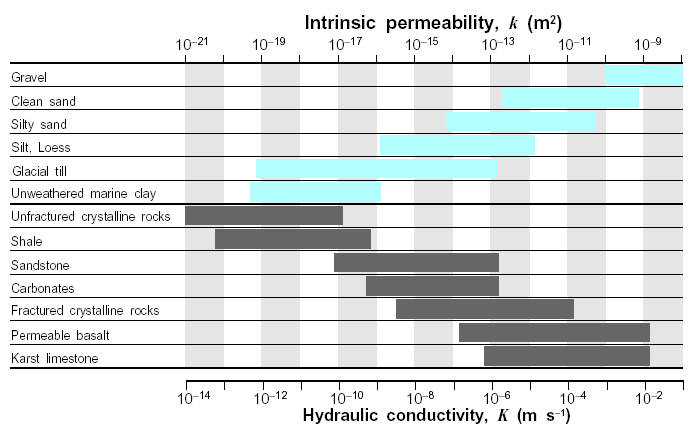 Intrinsic permeability, k (m²)
10⁻²¹ 10⁻¹⁹ 10⁻¹⁷ 10⁻¹⁵ 10⁻¹³ 10⁻¹¹ 10⁻⁹
Gravel
Clean sand
Silty sand
Silt, Loess
Glacial till
Unweathered marine clay
Unfractured crystalline rocks
Shale
Sandstone
Carbonates
Fractured crystalline rocks
Permeable basalt
Karst limestone
10⁻¹⁴ 10⁻¹² 10⁻¹⁰ 10⁻⁸ 10⁻⁶ 10⁻⁴ 10⁻²
Hydraulic conductivity, K (m s⁻¹)